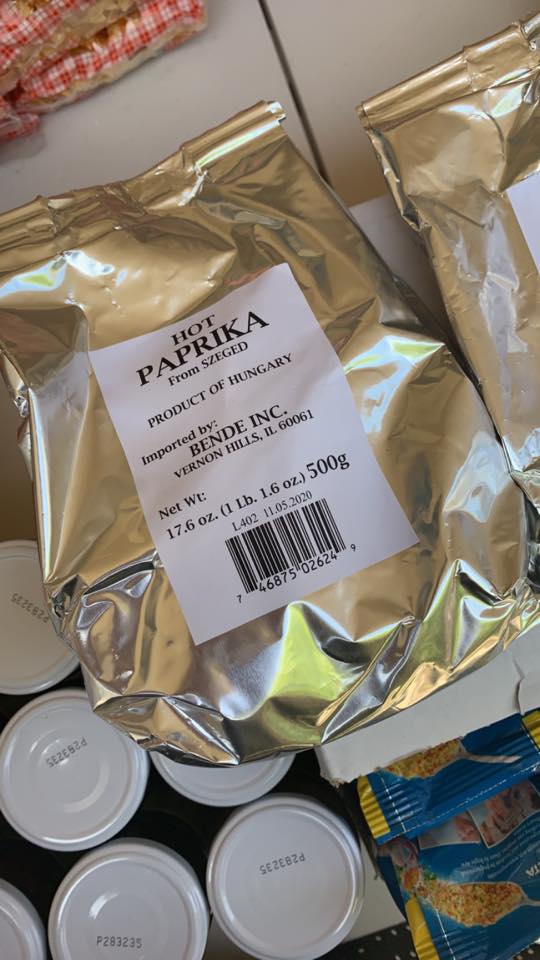 HOT
PAPRIKA
From SZEGED
PRODUCT OF HUNGARY
Imported by:
BENDE INC.
VERNON HILLS, IL 60061
Net Wt:
17.6 oz. (1 Lb. 1.6 oz.) 500g
L402 11.05.2020
7 46875 02624 9
P283235
P283235
P283235
P283235